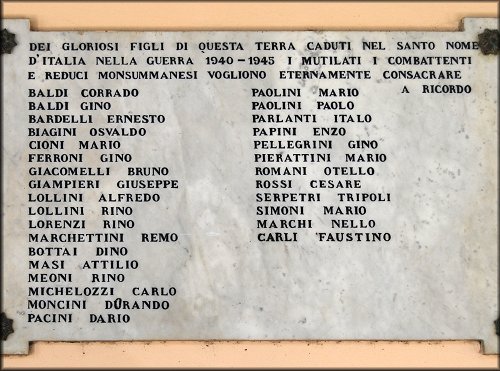 DEI GLORIOSI FIGLI DI QUESTA TERRA CADUTI NEL SANTO NOME
D'ITALIA NELLA GUERRA 1940-1945 I MUTILATI I COMBATTENTI
E REDUCI MONSUMMANESI VOGLIONO ETERNAMENTE CONSACRARE
A RICORDO
BALDI CORRADO
BALDI GINO
BARDELLI ERNESTO
BIAGINI OSVALDO
CIONI MARIO
FERRONI GINO
GIACOMELLI BRUNO
GIAMPIERI GIUSEPPE
LOLLINI ALFREDO
LOLLINI RINO
LORENZI RINO
MARCHETTINI REMO
BOTTAI DINO
MASI ATTILIO
MEONI RINO
MICHELOZZI CARLO
MONCINI DURANDO
PACINI DARIO
PAOLINI MARIO
PAOLINI PAOLO
PARLANTI ITALO
PAPINI ENZO
PELLEGRINI GINO
PIERATTINI MARIO
ROMANI OTELLO
ROSSI CESARE
SERPETRI TRIPOLI
SIMONI MARIO
MARCHI NELLO
CARLI FAUSTINO